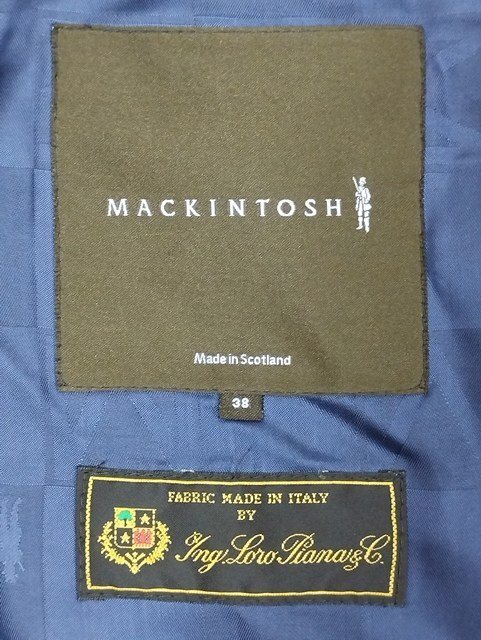 MACKINTOSH
Made in Scotland
38
FABRIC MADE IN ITALY
BY
Ing. Loro Piana & C.